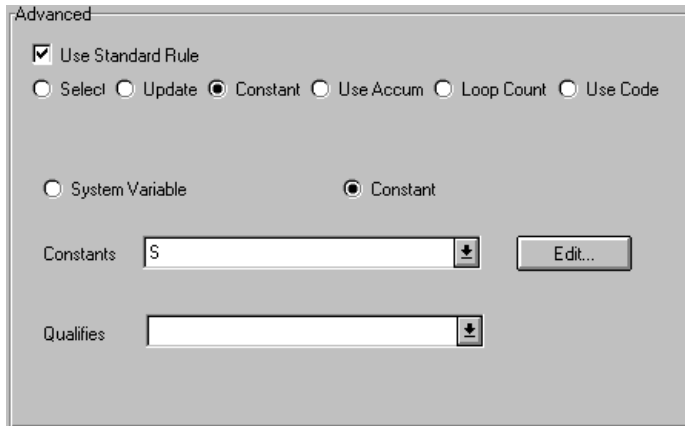 Advanced
Use Standard Rule
Select Update Constant Use Accum Loop Count Use Code
System Variable Constant
Constants S Edit...
Qualifies